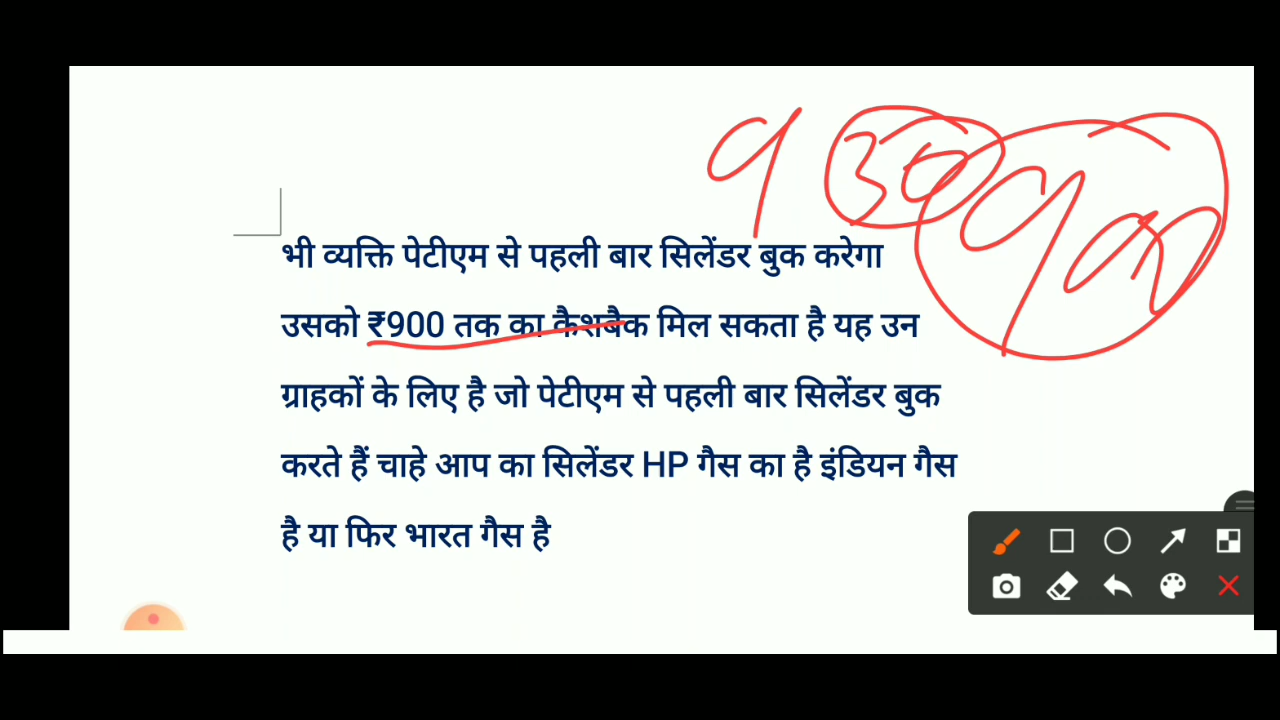 भी व्यक्ति पेटीएम से पहली बार सिलेंडर बुक करेगा
उसको ₹900 तक का कैशबैक मिल सकता है यह उन
ग्राहकों के लिए है जो पेटीएम से पहली बार सिलेंडर बुक
करते हैं चाहे आप का सिलेंडर HP गैस का है इंडियन गैस
है या फिर भारत गैस है